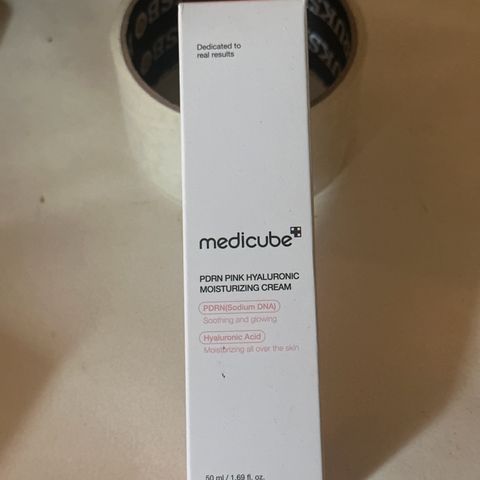 Dedicated to
real results
medicube
PDRN PINK HYALURONIC
MOISTURIZING CREAM
PDRN(Sodium DNA)
Soothing and glowing
Hyaluronic Acid
Moisturizing all over the skin
50 ml / 1.69 fl. oz.